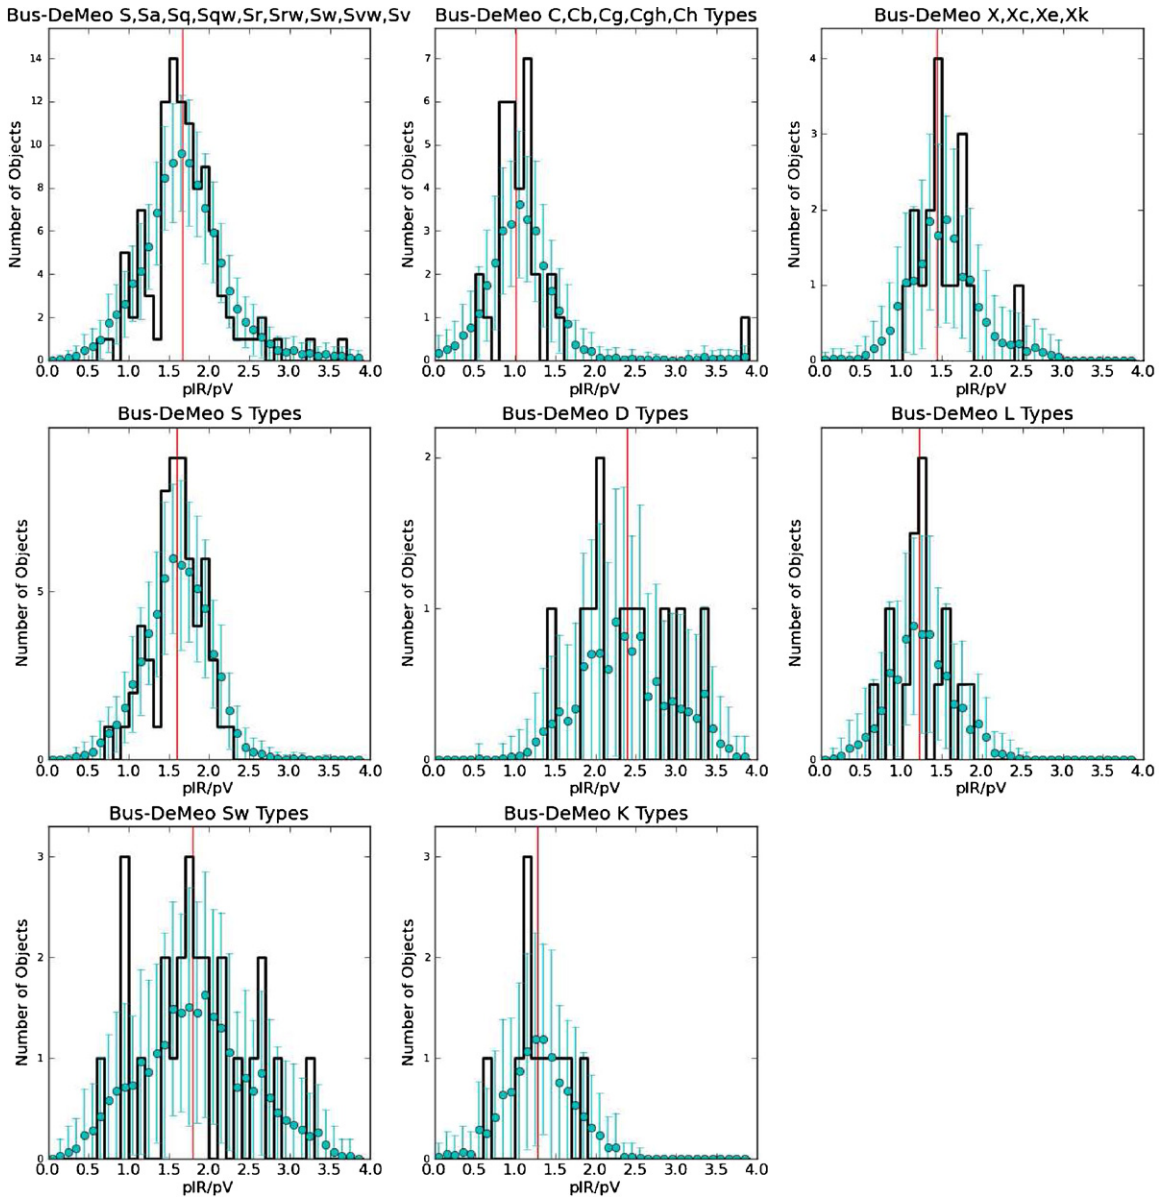 Bus-DeMeo S,Sa,Sq,Sqw,Sr,Srw,Sw,Svw,Sv
Number of Objects
14
12
10
8
6
4
2
0
0.0 0.5 1.0 1.5 2.0 2.5 3.0 3.5 4.0
pIR/pV
Bus-DeMeo C,Cb,Cg,Cgh,Ch Types
Number of Objects
7
6
5
4
3
2
1
0
0.0 0.5 1.0 1.5 2.0 2.5 3.0 3.5 4.0
pIR/pV
Bus-DeMeo X,Xc,Xe,Xk
Number of Objects
4
3
2
1
0
0.0 0.5 1.0 1.5 2.0 2.5 3.0 3.5 4.0
pIR/pV
Bus-DeMeo S Types
Number of Objects
5
0
0.0 0.5 1.0 1.5 2.0 2.5 3.0 3.5 4.0
pIR/pV
Bus-DeMeo D Types
Number of Objects
2
1
0
0.0 0.5 1.0 1.5 2.0 2.5 3.0 3.5 4.0
pIR/pV
Bus-DeMeo L Types
Number of Objects
4
3
2
1
0
0.0 0.5 1.0 1.5 2.0 2.5 3.0 3.5 4.0
pIR/pV
Bus-DeMeo Sw Types
Number of Objects
3
2
1
0
0.0 0.5 1.0 1.5 2.0 2.5 3.0 3.5 4.0
pIR/pV
Bus-DeMeo K Types
Number of Objects
3
2
1
0
0.0 0.5 1.0 1.5 2.0 2.5 3.0 3.5 4.0
pIR/pV